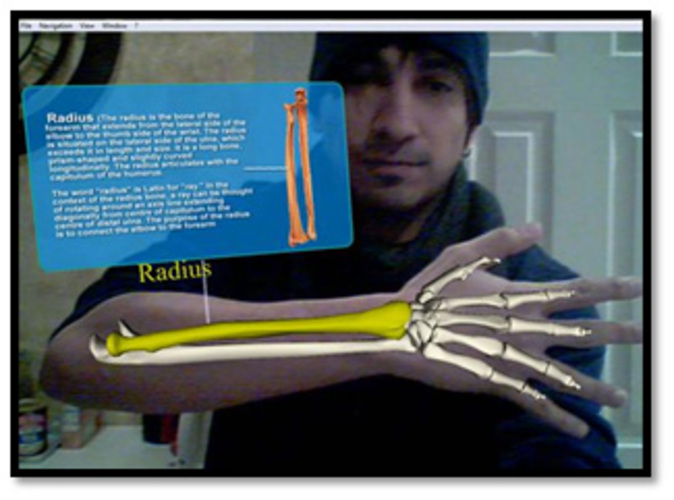 File Navigation View Window ?
Radius (The radius is the bone of the
forearm that extends from the lateral side of the
elbow to the thumb side of the wrist. The radius
is situated on the lateral side of the ulna, which
exceeds it in length and size. It is a long bone,
prism-shaped and slightly curved
longitudinally. The radius articulates with the
capitulum of the humerus.
The word "radius" is Latin for "ray." In the
context of the radius bone, a ray can be thought
of rotating around an axis line extending
diagonally from centre of capitulum to the
centre of distal ulna. The purpose of the radius
is to connect the elbow to the forearm
Radius